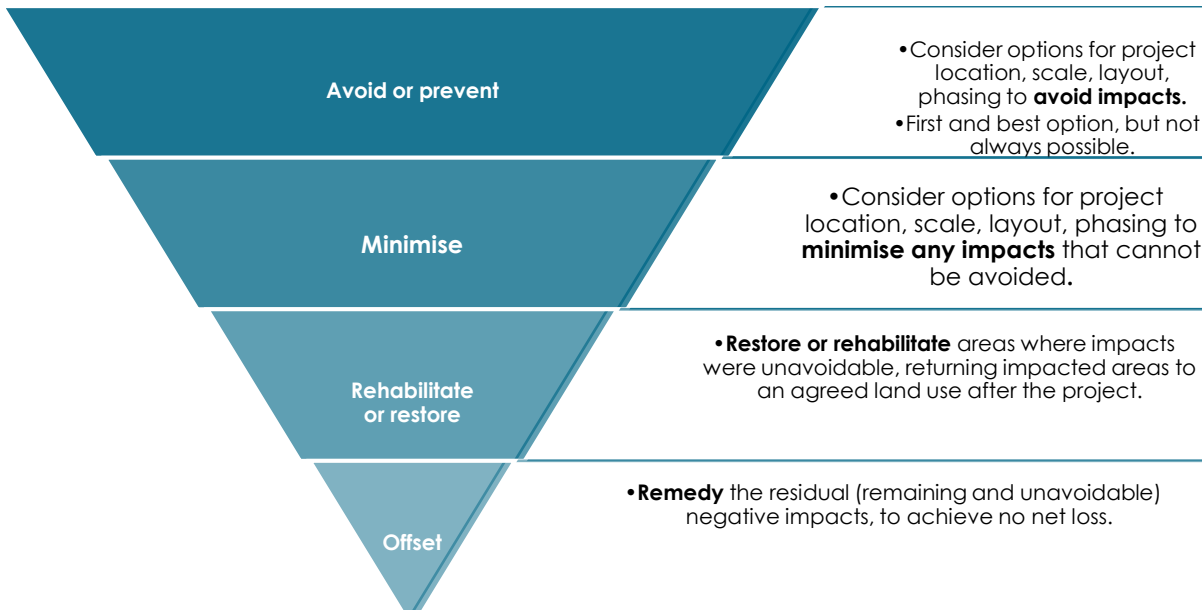 Avoid or prevent
•Consider options for project
location, scale, layout,
phasing to avoid impacts.
•First and best option, but not
always possible.
Minimise
•Consider options for project
location, scale, layout, phasing to
minimise any impacts that cannot
be avoided.
Rehabilitate
or restore
•Restore or rehabilitate areas where impacts
were unavoidable, returning impacted areas to
an agreed land use after the project.
Offset
•Remedy the residual (remaining and unavoidable)
negative impacts, to achieve no net loss.